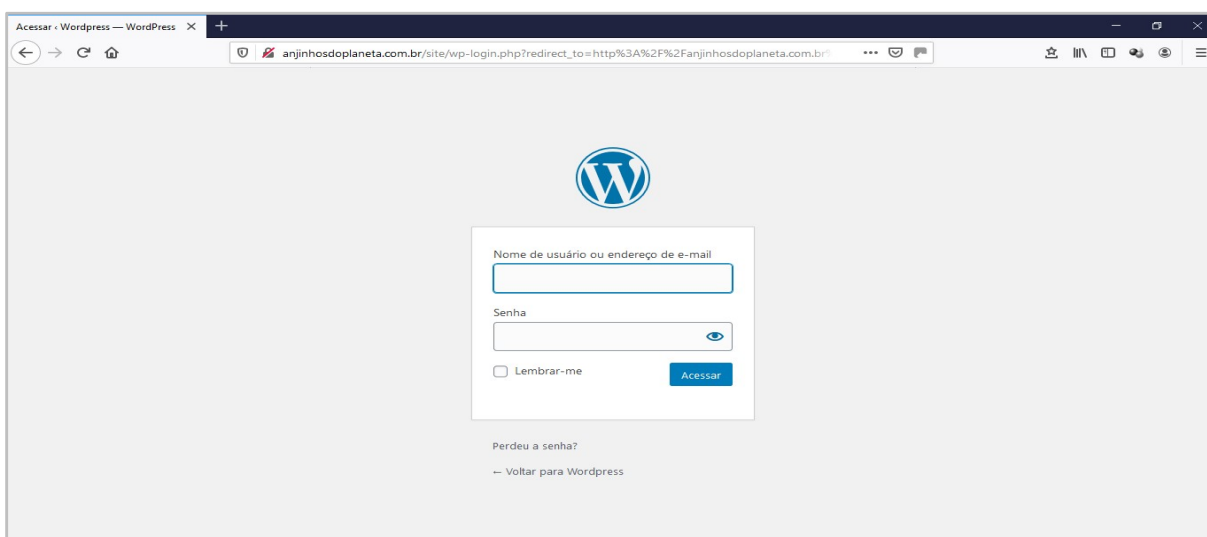 Acessar ‹ Wordpress — WordPress
anjinhosdoplaneta.com.br/site/wp-login.php?redirect_to=http%3A%2F%2Fanjinhosdoplaneta.com.br
Nome de usuário ou endereço de e-mail
Senha
Lembrar-me
Acessar
Perdeu a senha?
← Voltar para Wordpress